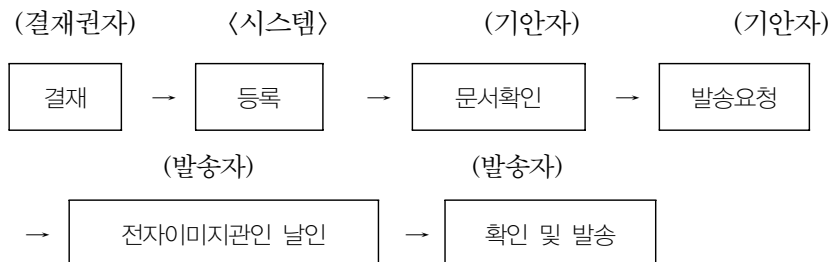 (결재권자) 〈시스템〉 (기안자) (기안자)
결재 → 등록 → 문서확인 → 발송요청
(발송자) (발송자)
→ 전자이미지관인 날인 → 확인 및 발송